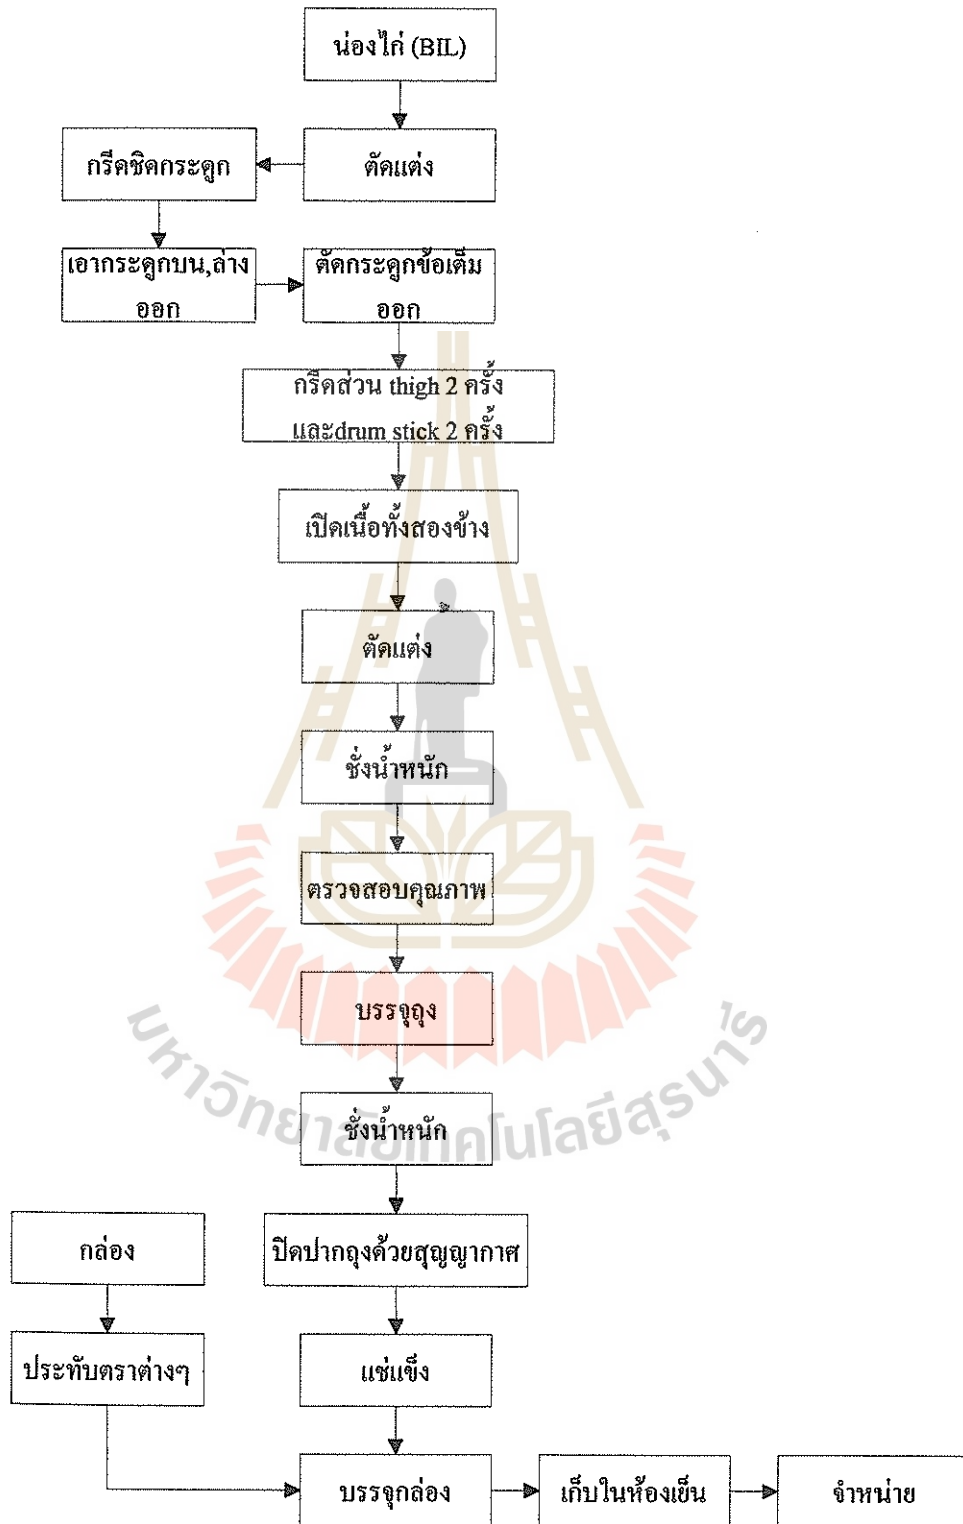 น่องไก่ (BIL)
ตัดแต่ง
กรีดชิดกระดูก
เอากระดูกบน,ล่าง
ออก
ตัดกระดูกข้อเต็ม
ออก
กรีดส่วน thigh 2 ครั้ง
และdrum stick 2 ครั้ง
เปิดเนื้อทั้งสองข้าง
ตัดแต่ง
ชั่งน้ำหนัก
ตรวจสอบคุณภาพ
บรรจุถุง
ชั่งน้ำหนัก
มหาวิทยาลัยเทคโนโลยีสุรนารี
ปิดปากถุงด้วยสุญญากาศ
กล่อง
ประทับตราต่างๆ
แช่แข็ง
บรรจุกล่อง
เก็บในห้องเย็น
จำหน่าย